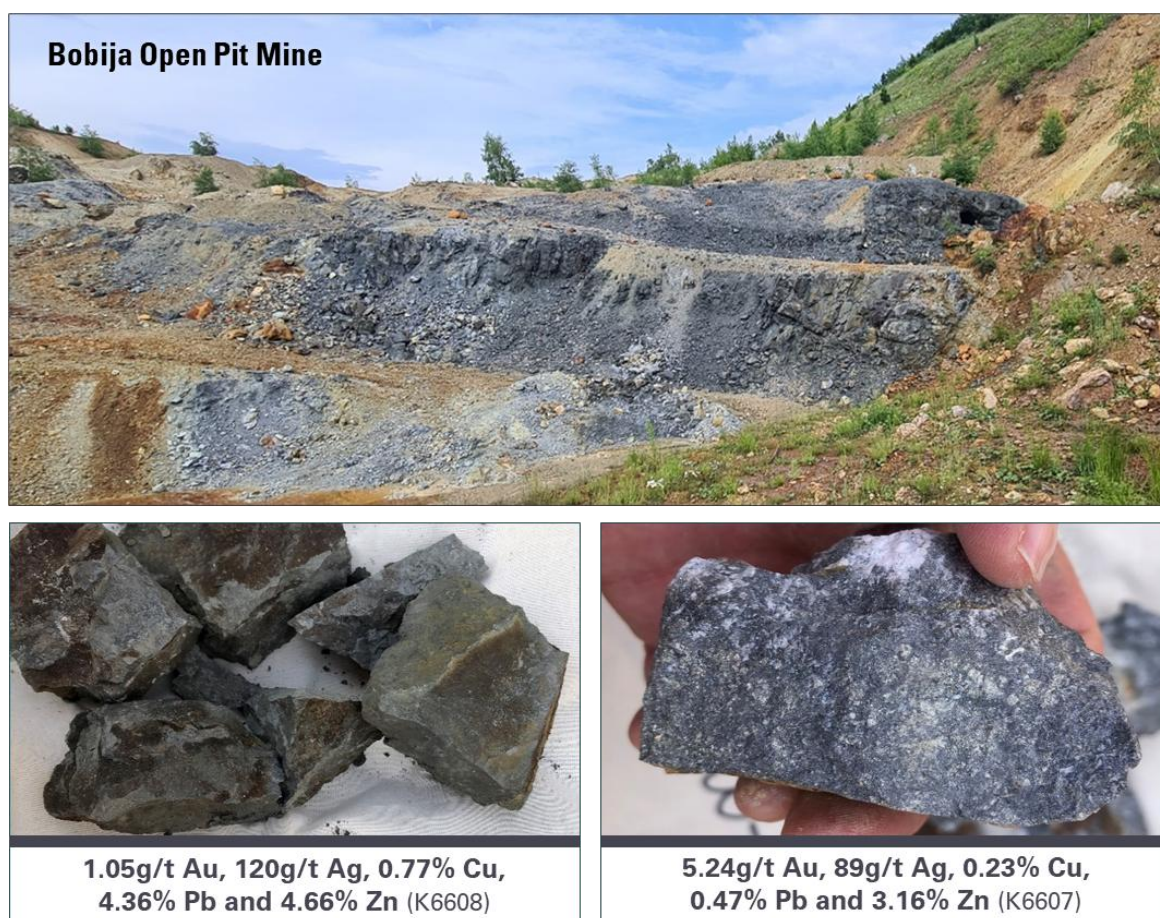 Bobija Open Pit Mine
1.05g/t Au, 120g/t Ag, 0.77% Cu,
4.36% Pb and 4.66% Zn (K6608)
5.24g/t Au, 89g/t Ag, 0.23% Cu,
0.47% Pb and 3.16% Zn (K6607)